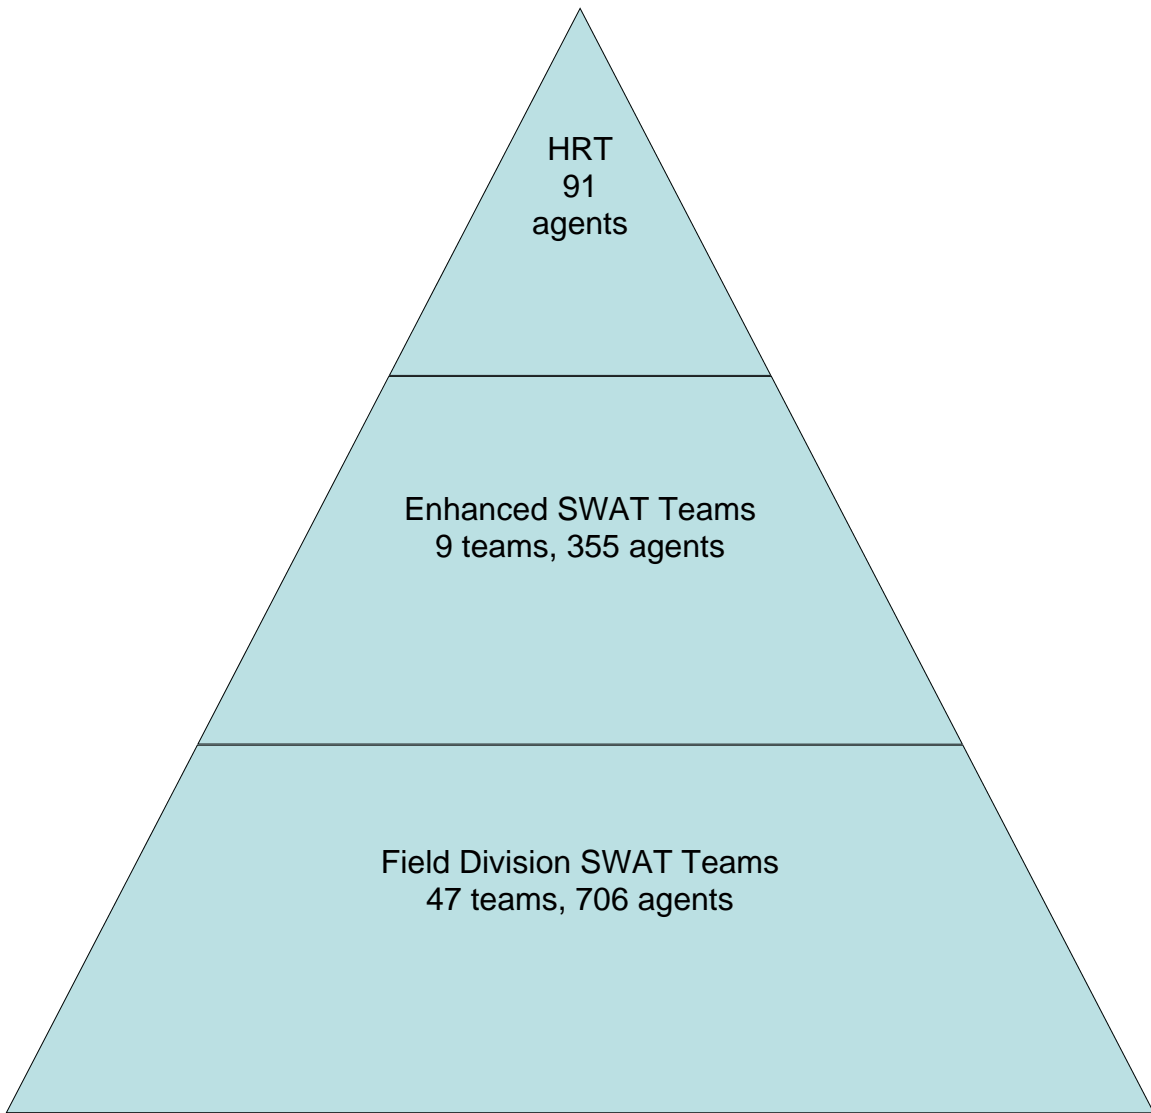 HRT
91
agents
Enhanced SWAT Teams
9 teams, 355 agents
Field Division SWAT Teams
47 teams, 706 agents